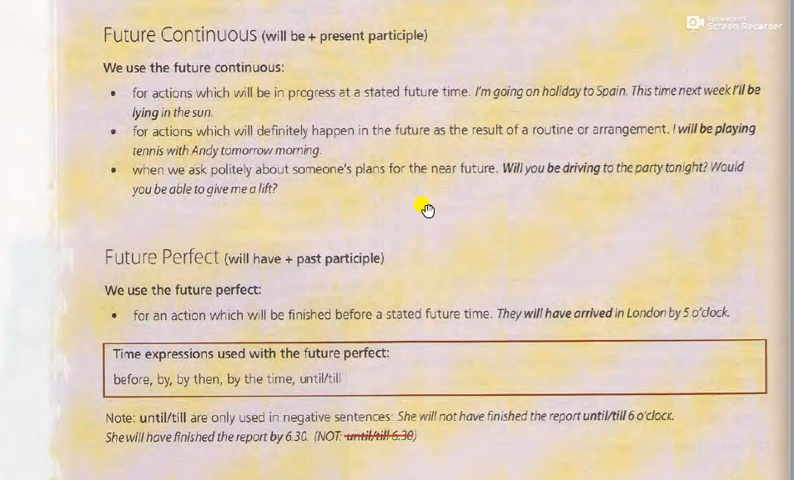 Apowersoft
Screen Recorder
Future Continuous (will be + present participle)
We use the future continuous:
• for actions which will be in progress at a stated future time. I'm going on holiday to Spain. This time next week I'll be
lying in the sun.
• for actions which will definitely happen in the future as the result of a routine or arrangement. I will be playing
tennis with Andy tomorrow morning.
• when we ask politely about someone's plans for the near future. Will you be driving to the party tonight? Would
you be able to give me a lift?
Future Perfect (will have + past participle)
We use the future perfect:
• for an action which will be finished before a stated future time. They will have arrived in London by 5 o'clock.
Time expressions used with the future perfect:
before, by, by then, by the time, until/till
Note: until/till are only used in negative sentences: She will not have finished the report until/till 6 o'clock.
She will have finished the report by 6.30. (NOT: until/till 6.30)